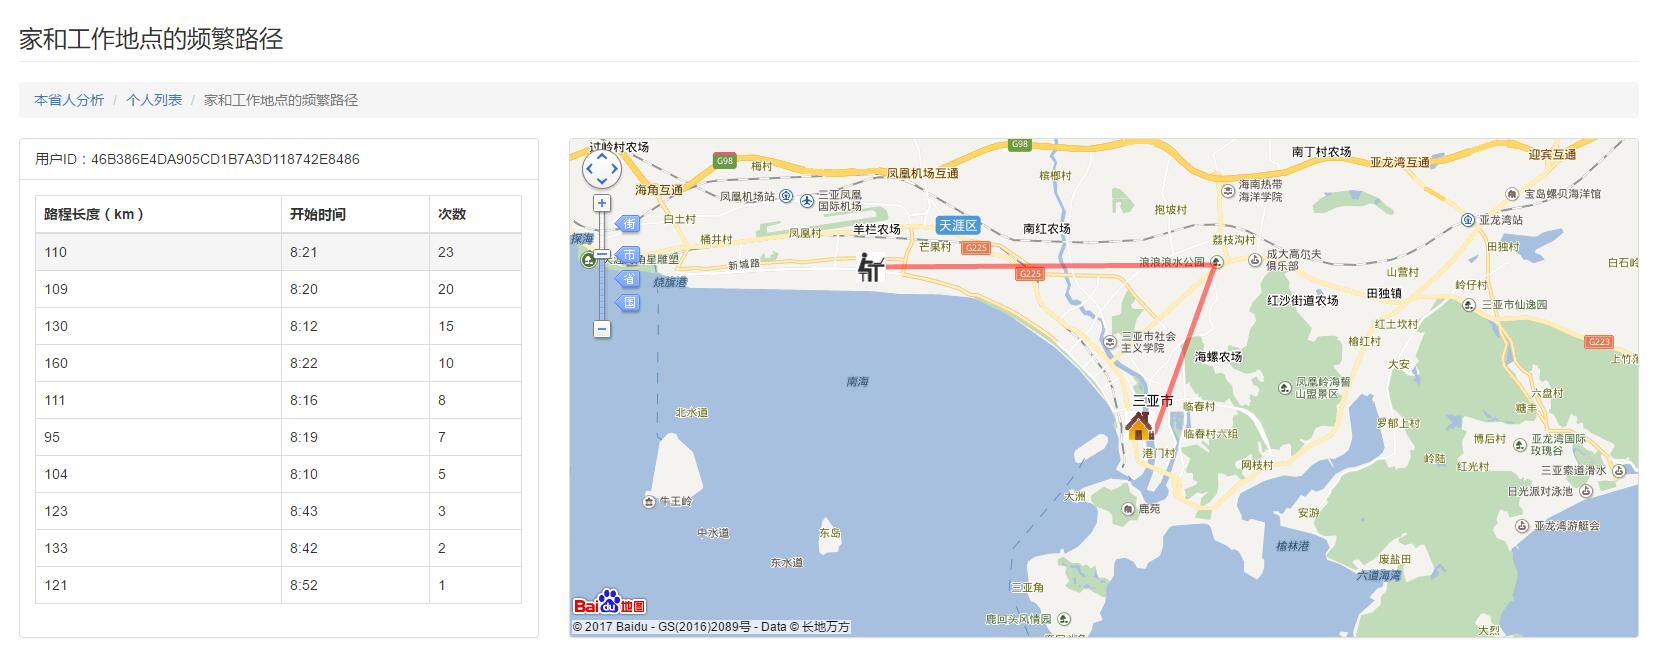 家和工作地点的频繁路径
本省人分析 / 个人列表 / 家和工作地点的频繁路径
用户ID：46B386E4DA905CD1B7A3D118742E8486
路程长度（km） 开始时间 次数
110 8:21 23
109 8:20 20
130 8:12 15
160 8:22 10
111 8:16 8
95 8:19 7
104 8:10 5
123 8:43 3
133 8:42 2
121 8:52 1
过岭村农场
G98
G98
梅村
凤凰机场互通
槟榔村
南丁村农场
亚龙湾互通
迎宾互通
海角互通
凤凰机场站
三亚凤凰
国际机场
海南热带
海洋学院
宝岛螺贝海洋馆
街
白土村
抱坡村
亚龙湾站
探海
桶井村
凤凰村
羊栏农场
天涯区
南红农场
荔枝沟村
田独村
市
角星雕塑
新城路
芒果村
G225
G225
浪浪浪水公园
成大高尔夫
俱乐部
山营村
白石岭
省
烧旗港
岭仔村
国
红沙街道农场
田独镇
三亚市仙逸园
红土坎村
三亚市社会
主义学院
榆红村
G223
海螺农场
大安
上竹落
南海
凤凰岭海誓
山盟景区
六盘村
三亚市
临春村
糖丰
北水道
罗郁上村
临春村六组
博后村
亚龙湾国际
玫瑰谷
港门村
网枝村
岭陆
红光村
三亚索道滑水
大洲
日光派对泳池
牛王岭
鹿苑
安游
中水道
东岛
亚龙湾游艇会
榆林港
东水道
废盐田
六道海湾
三亚角
Bai du 地图
鹿回头风情园
© 2017 Baidu - GS(2016)2089号 - Data © 长地万方
大烈